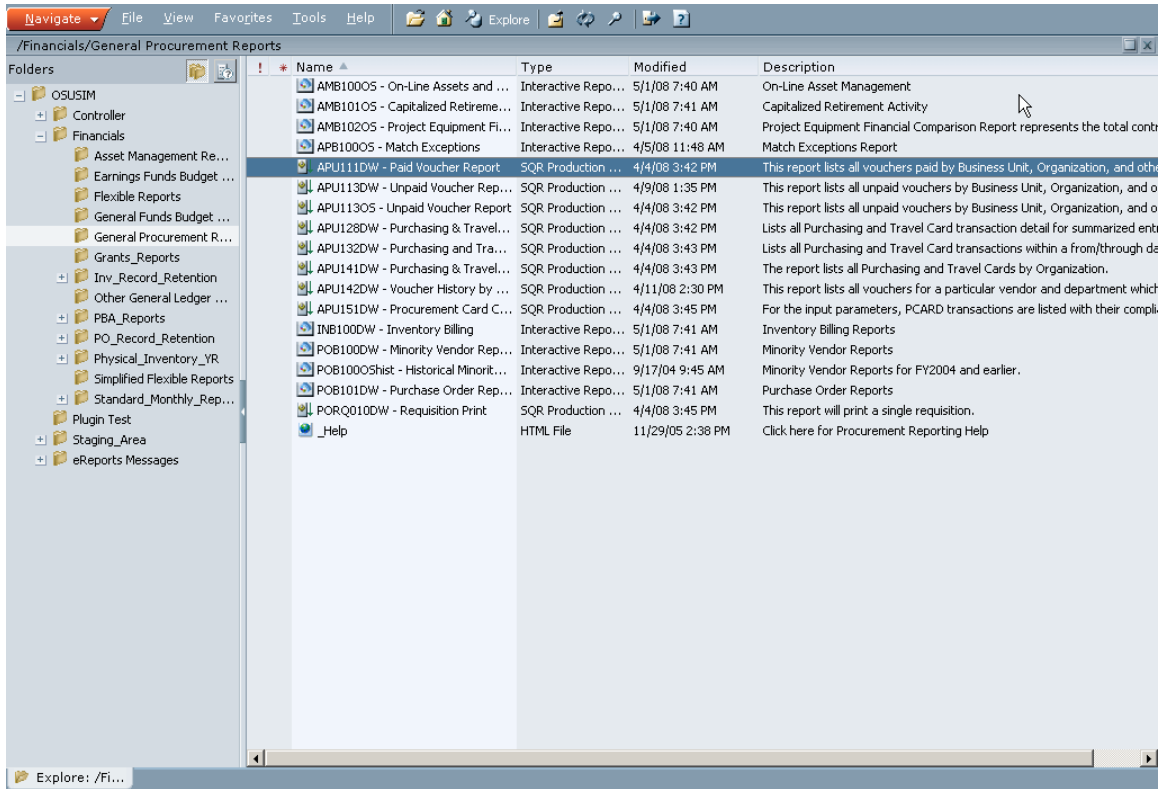 Navigate File View Favorites Tools Help Explore
/Financials/General Procurement Reports
Folders
OSUSIM
Controller
Financials
Asset Management Re...
Earnings Funds Budget ...
Flexible Reports
General Funds Budget ...
General Procurement R...
Grants_Reports
Inv_Record_Retention
Other General Ledger ...
PBA_Reports
PO_Record_Retention
Physical_Inventory_YR
Simplified Flexible Reports
Standard_Monthly_Rep...
Plugin Test
Staging_Area
eReports Messages
! * Name Type Modified Description
AMB100OS - On-Line Assets and ... Interactive Repo... 5/1/08 7:40 AM On-Line Asset Management
AMB101OS - Capitalized Retireme... Interactive Repo... 5/1/08 7:41 AM Capitalized Retirement Activity
AMB102OS - Project Equipment Fi... Interactive Repo... 5/1/08 7:40 AM Project Equipment Financial Comparison Report represents the total contr
APB100OS - Match Exceptions Interactive Repo... 4/5/08 11:48 AM Match Exceptions Report
APU111DW - Paid Voucher Report SQR Production ... 4/4/08 3:42 PM This report lists all vouchers paid by Business Unit, Organization, and othe
APU113DW - Unpaid Voucher Rep... SQR Production ... 4/9/08 1:35 PM This report lists all unpaid vouchers by Business Unit, Organization, and o
APU113OS - Unpaid Voucher Report SQR Production ... 4/4/08 3:42 PM This report lists all unpaid vouchers by Business Unit, Organization, and o
APU128DW - Purchasing & Travel... SQR Production ... 4/4/08 3:42 PM Lists all Purchasing and Travel Card transaction detail for summarized entr
APU132DW - Purchasing and Tra... SQR Production ... 4/4/08 3:43 PM Lists all Purchasing and Travel Card transactions within a from/through da
APU141DW - Purchasing & Travel... SQR Production ... 4/4/08 3:43 PM The report lists all Purchasing and Travel Cards by Organization.
APU142DW - Voucher History by ... SQR Production ... 4/11/08 2:30 PM This report lists all vouchers for a particular vendor and department which
APU151DW - Procurement Card C... SQR Production ... 4/4/08 3:45 PM For the input parameters, PCARD transactions are listed with their compli
INB100DW - Inventory Billing Interactive Repo... 5/1/08 7:41 AM Inventory Billing Reports
POB100DW - Minority Vendor Rep... Interactive Repo... 5/1/08 7:41 AM Minority Vendor Reports
POB100OShist - Historical Minorit... Interactive Repo... 9/17/04 9:45 AM Minority Vendor Reports for FY2004 and earlier.
POB101DW - Purchase Order Rep... Interactive Repo... 5/1/08 7:41 AM Purchase Order Reports
PORQ010DW - Requisition Print SQR Production ... 4/4/08 3:45 PM This report will print a single requisition.
_Help HTML File 11/29/05 2:38 PM Click here for Procurement Reporting Help
Explore: /Fi...